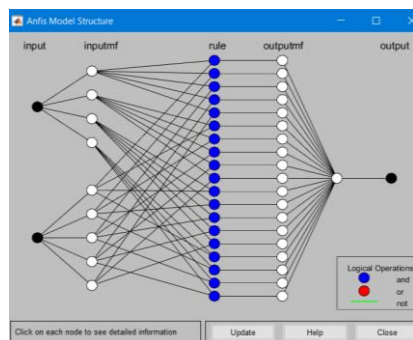 Anfis Model Structure
input inputmf rule outputmf output
Logical Operations
and
or
not
Click on each node to see detailed information
Update Help Close